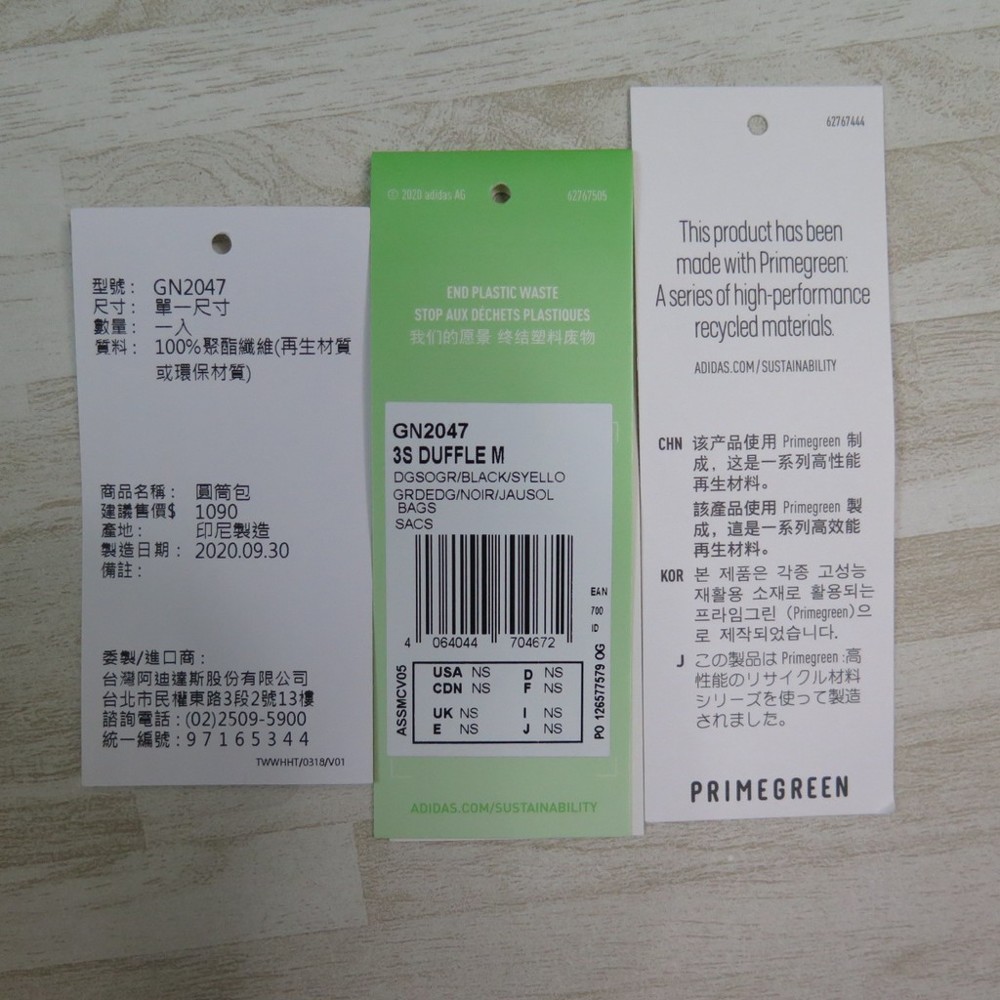 型號： GN2047
尺寸： 單一尺寸
數量： 一入
質料： 100%聚酯纖維(再生材質
或環保材質)
商品名稱： 圓筒包
建議售價$ 1090
產地： 印尼製造
製造日期： 2020.09.30
備註：
委製/進口商：
台灣阿迪達斯股份有限公司
台北市民權東路3段2號13樓
諮詢電話：(02)2509-5900
統一編號：97165344
TWWHHT/0318/V01
© 2020 adidas AG 62767505
END PLASTIC WASTE
STOP AUX DÉCHETS PLASTIQUES
我们的愿景 终结塑料废物
GN2047
3S DUFFLE M
DGSOGR/BLACK/SYELLO
GRDEDG/NOIR/JAUSOL
BAGS
SACS
EAN
700
ID
4 064044 704672
ASSMCV05
USA NS D NS
CDN NS F NS
UK NS I NS
E NS J NS
PO 126577579 OG
ADIDAS.COM/SUSTAINABILITY
62767444
This product has been
made with Primegreen:
A series of high-performance
recycled materials.
ADIDAS.COM/SUSTAINABILITY
CHN 该产品使用 Primegreen 制
成，这是一系列高性能
再生材料。
該產品使用 Primegreen 製
成，這是一系列高效能
再生材料。
KOR 본 제품은 각종 고성능
재활용 소재로 활용되는
프라임그린 (Primegreen)으
로 제작되었습니다.
J この製品は Primegreen :高
性能のリサイクル材料
シリーズを使って製造
されました。
PRIMEGREEN